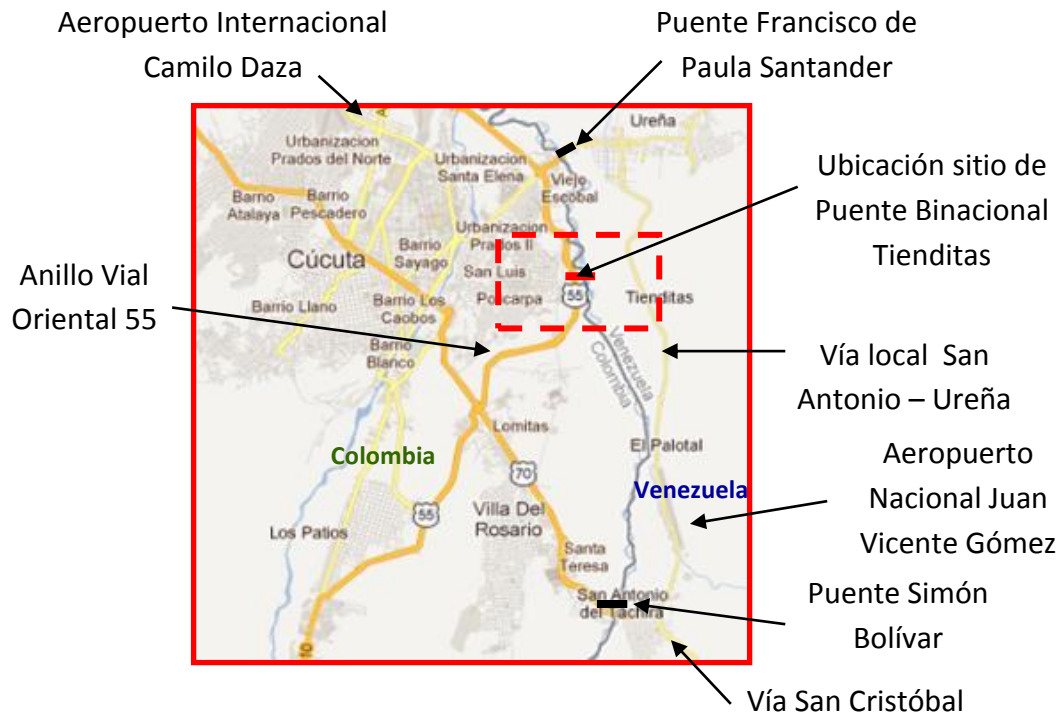 Aeropuerto Internacional
Camilo Daza
Puente Francisco de
Paula Santander
Ubicación sitio de
Puente Binacional
Tienditas
Anillo Vial
Oriental 55
Vía local San
Antonio – Ureña
Aeropuerto
Nacional Juan
Vicente Gómez
Puente Simón
Bolívar
Vía San Cristóbal
Ureña
Urbanizacion
Prados del Norte
Urbanizacion
Santa Elena
Viejo
Escobal
Barrio
Atalaya
Barrio
Pescadero
Urbanizacion
Prados II
Barrio
Sayago
Cúcuta
San Luis
Policarpa
55
Tienditas
Barrio Llano
Barrio Los
Caobos
Barrio
Blanco
Venezuela
Colombia
Lomitas
El Palotal
Colombia
70
Venezuela
55
Villa Del
Rosario
Los Patios
Santa
Teresa
San Antonio
del Tachira
10